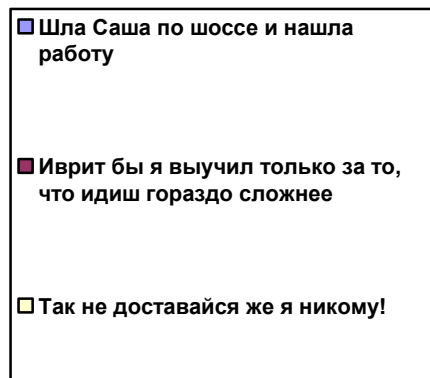 Шла Саша по шоссе и нашла
работу
Иврит бы я выучил только за то,
что идиш гораздо сложнее
Так не доставайся же я никому!